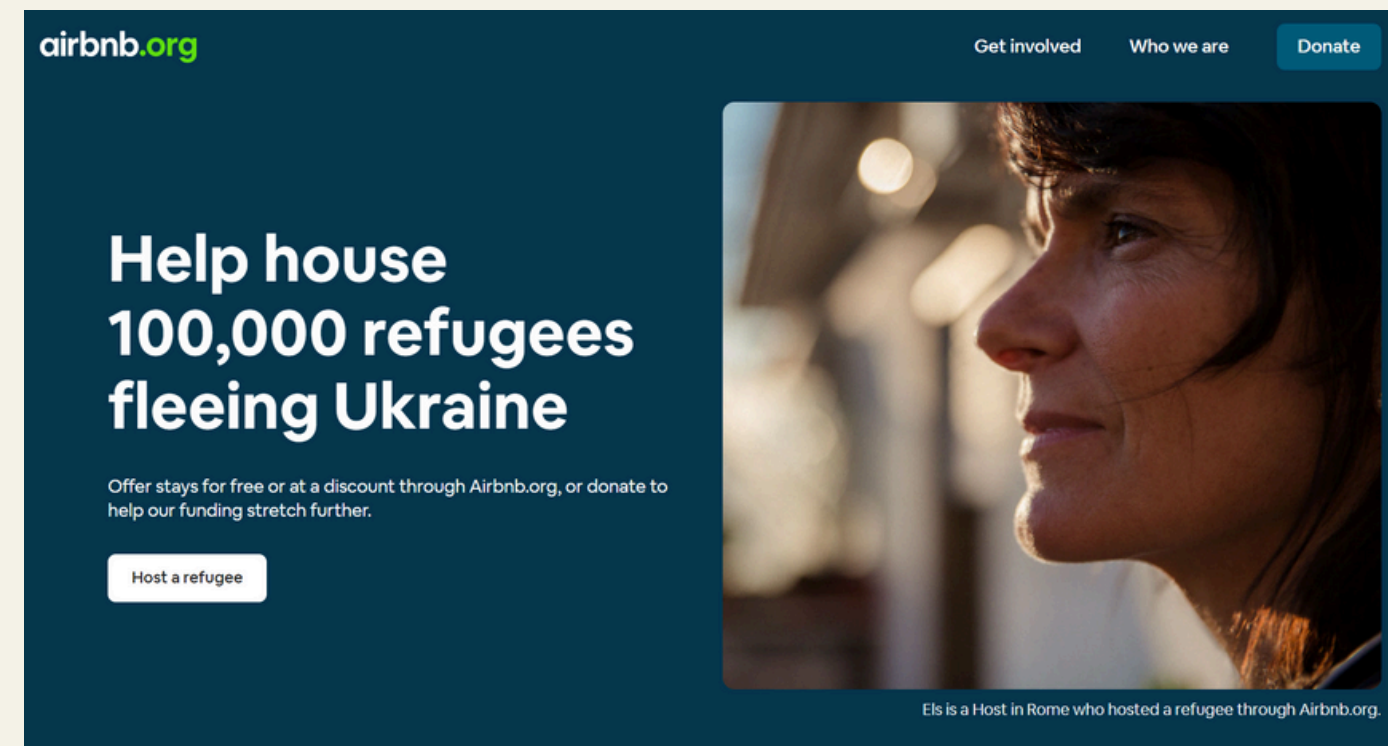 airbnb.org
Get involved Who we are Donate
Help house
100,000 refugees
fleeing Ukraine
Offer stays for free or at a discount through Airbnb.org, or donate to
help our funding stretch further.
Host a refugee
Els is a Host in Rome who hosted a refugee through Airbnb.org.